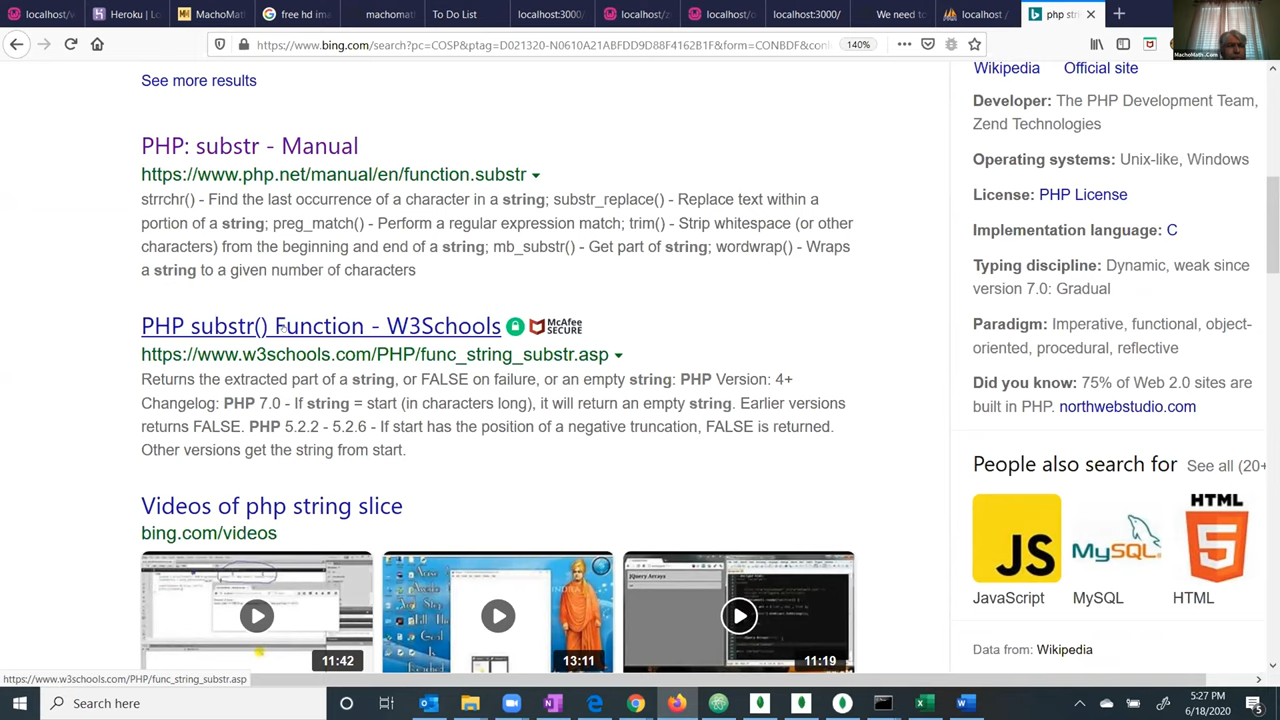 localhost/
Heroku | l
MachoMath
free hd i
To Do List
:3000/
localhost/
localhost/
localhost:3000/
We need to
localhost /
php stri
https://www.bing.com/search?pc=COSP&ptag=D021320-
140%
MachoMath.Com
See more results
PHP: substr - Manual
https://www.php.net/manual/en/function.substr
strrchr() - Find the last occurrence of a character in a string; substr_replace() - Replace text within a
portion of a string; preg_match() - Perform a regular expression match; trim() - Strip whitespace (or other
characters) from the beginning and end of a string; mb_substr() - Get part of string; wordwrap() - Wraps
a string to a given number of characters
PHP substr() Function - W3Schools
McAfee
SECURE
https://www.w3schools.com/PHP/func_string_substr.asp
Returns the extracted part of a string, or FALSE on failure, or an empty string: PHP Version: 4+
Changelog: PHP 7.0 - If string = start (in characters long), it will return an empty string. Earlier versions
returns FALSE. PHP 5.2.2 - 5.2.6 - If start has the position of a negative truncation, FALSE is returned.
Other versions get the string from start.
Videos of php string slice
bing.com/videos
jQuery Arrays
:42
13:11
11:19
Wikipedia Official site
Developer: The PHP Development Team,
Zend Technologies
Operating systems: Unix-like, Windows
License: PHP License
Implementation language: C
Typing discipline: Dynamic, weak since
version 7.0: Gradual
Paradigm: Imperative, functional, object-
oriented, procedural, reflective
Did you know: 75% of Web 2.0 sites are
built in PHP. northwebstudio.com
People also search for See all (20+
JS
MySQL
HTML
5
JavaScript
MySQL
HTML
Data from: Wikipedia
.com/PHP/func_string_substr.asp
Search here
5:27 PM
6/18/2020
5